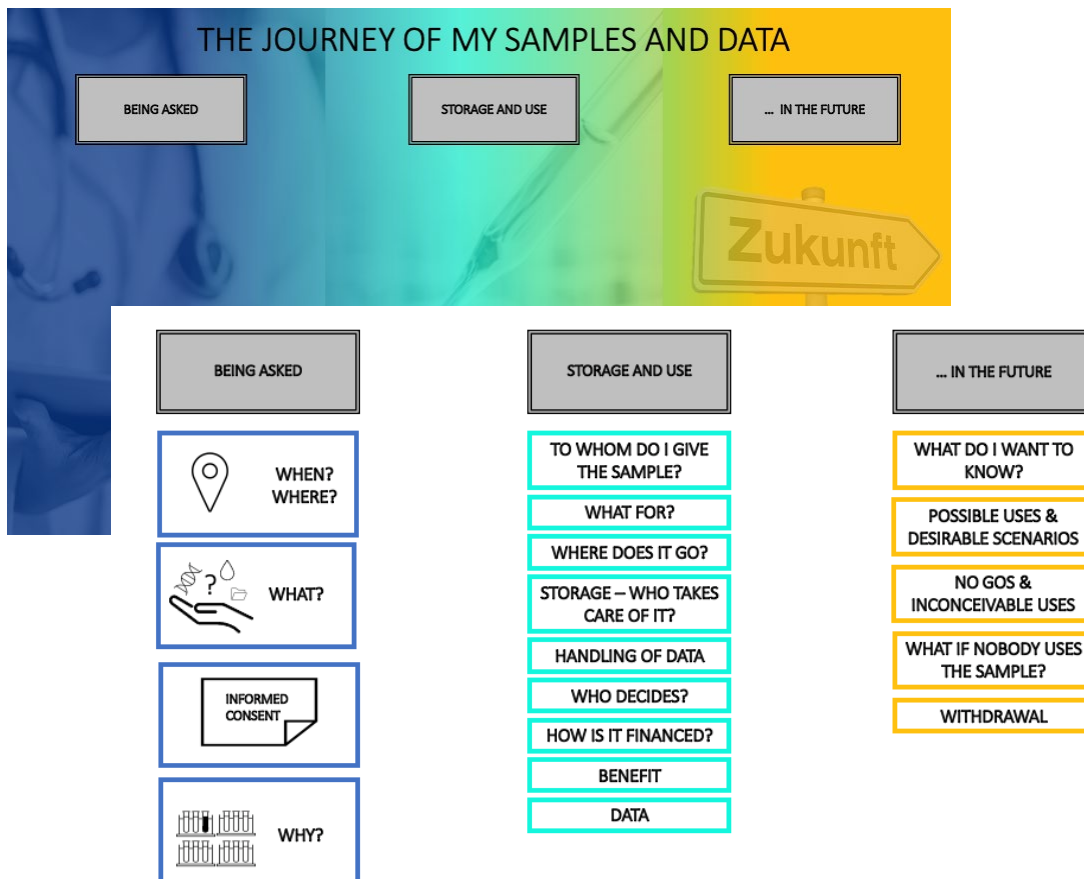 THE JOURNEY OF MY SAMPLES AND DATA
BEING ASKED
STORAGE AND USE
... IN THE FUTURE
Zukunft
BEING ASKED
WHEN?
WHERE?
?
WHAT?
INFORMED
CONSENT
WHY?
STORAGE AND USE
TO WHOM DO I GIVE
THE SAMPLE?
WHAT FOR?
WHERE DOES IT GO?
STORAGE – WHO TAKES
CARE OF IT?
HANDLING OF DATA
WHO DECIDES?
HOW IS IT FINANCED?
BENEFIT
DATA
... IN THE FUTURE
WHAT DO I WANT TO
KNOW?
POSSIBLE USES &
DESIRABLE SCENARIOS
NO GOS &
INCONCEIVABLE USES
WHAT IF NOBODY USES
THE SAMPLE?
WITHDRAWAL